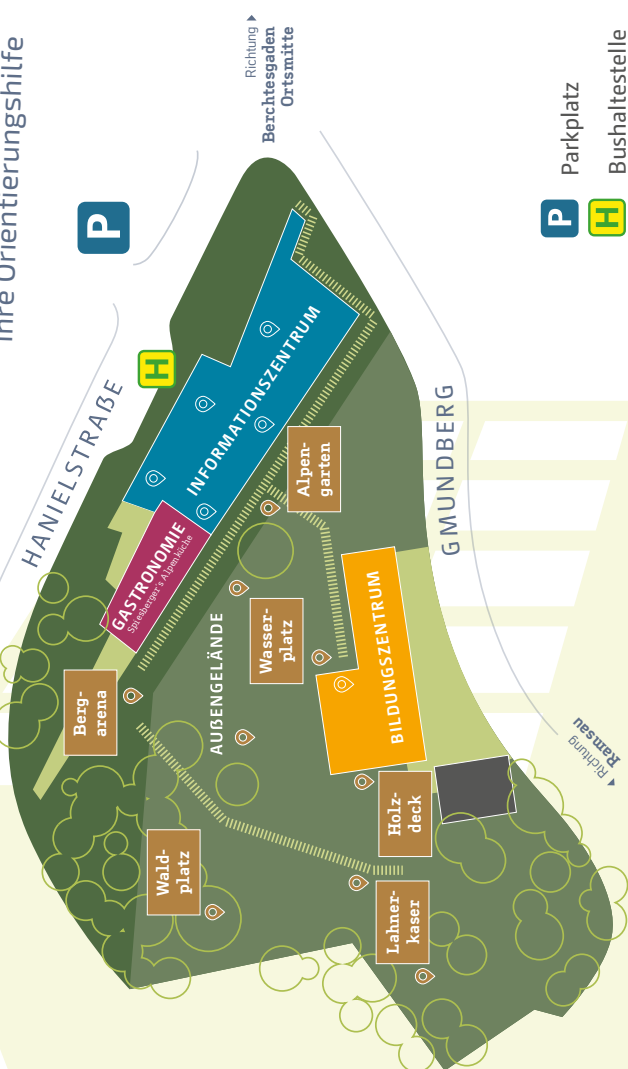 Ihre Orientierungshilfe
HANIELSTRAßE
P
H
Richtung ▶
Berchtesgaden
Ortsmitte
Berg-
arena
GASTRONOMIE
Spiesberger's Alpenküche
INFORMATIONSZENTRUM
Wald-
platz
AUßENGELÄNDE
Wasser-
platz
Alpen-
garten
Lahner-
kaser
Holz-
deck
BILDUNGSZENTRUM
GMUNDBERG
◀ Richtung
Ramsau
P Parkplatz
H Bushaltestelle